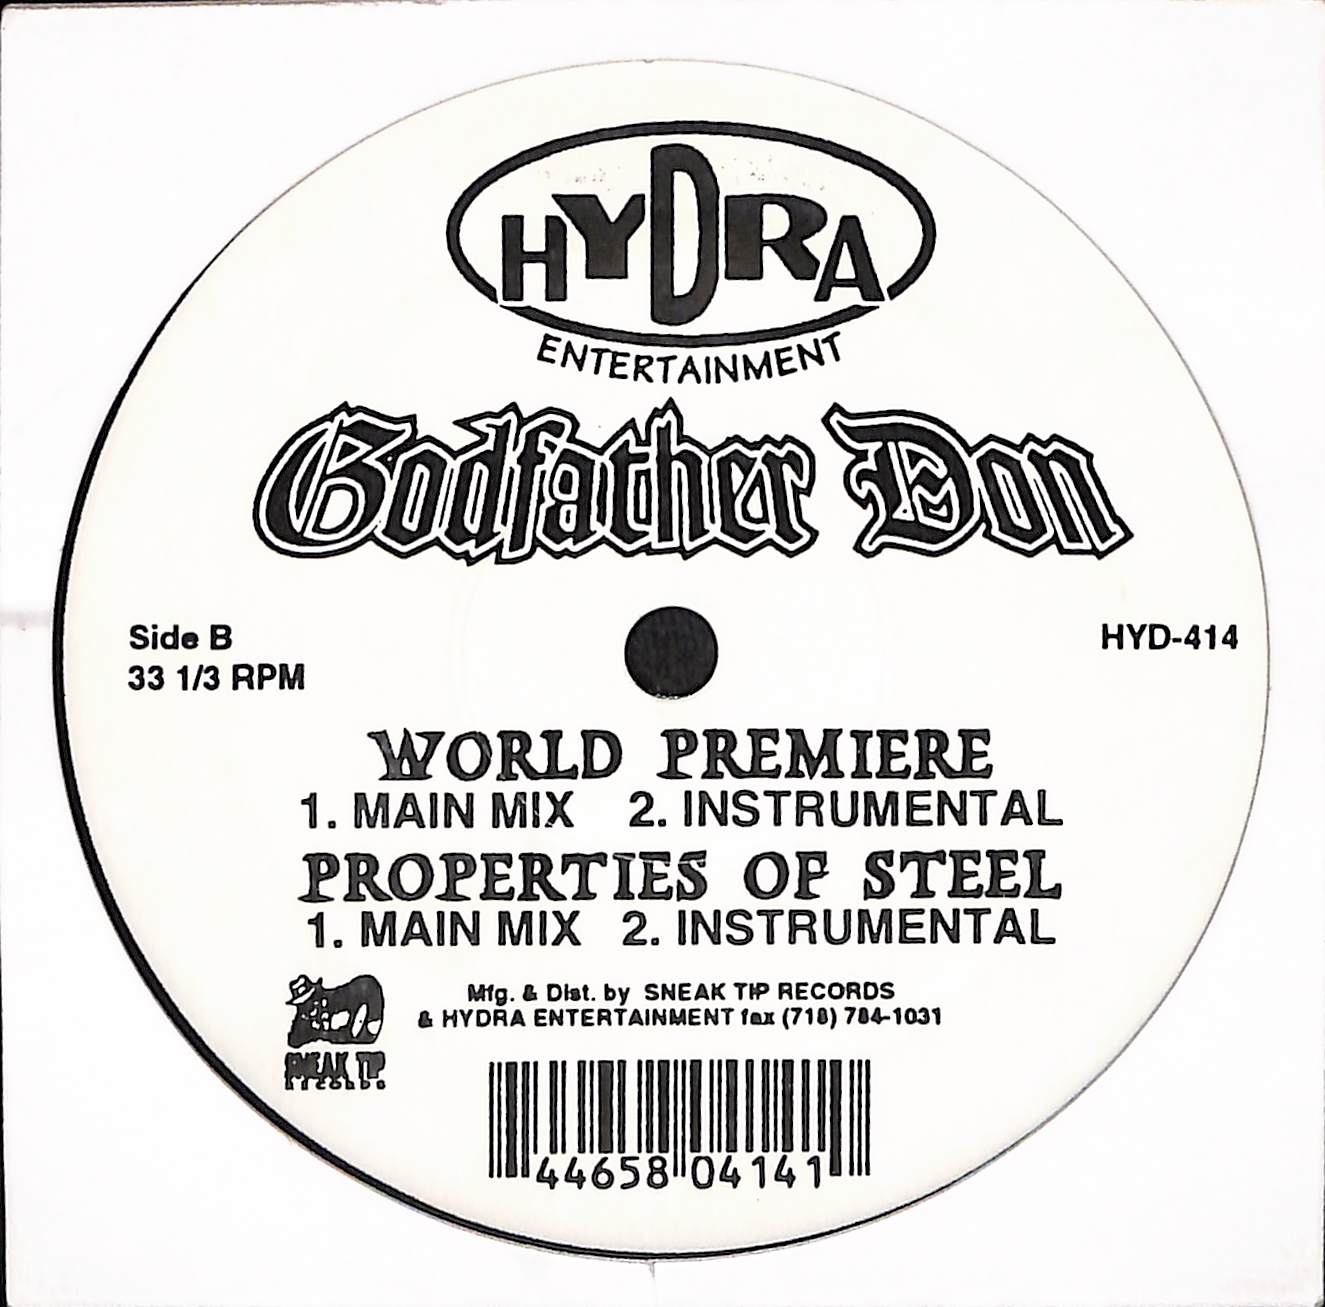 HYDRA
ENTERTAINMENT
Godfather Don
Side B
33 1/3 RPM
HYD-414
WORLD PREMIERE
1. MAIN MIX 2. INSTRUMENTAL
PROPERTIES OF STEEL
1. MAIN MIX 2. INSTRUMENTAL
Mfg. & Dist. by SNEAK TIP RECORDS
& HYDRA ENTERTAINMENT fax (718) 784-1031
SNEAK TIP
RECORDS
44658 04141